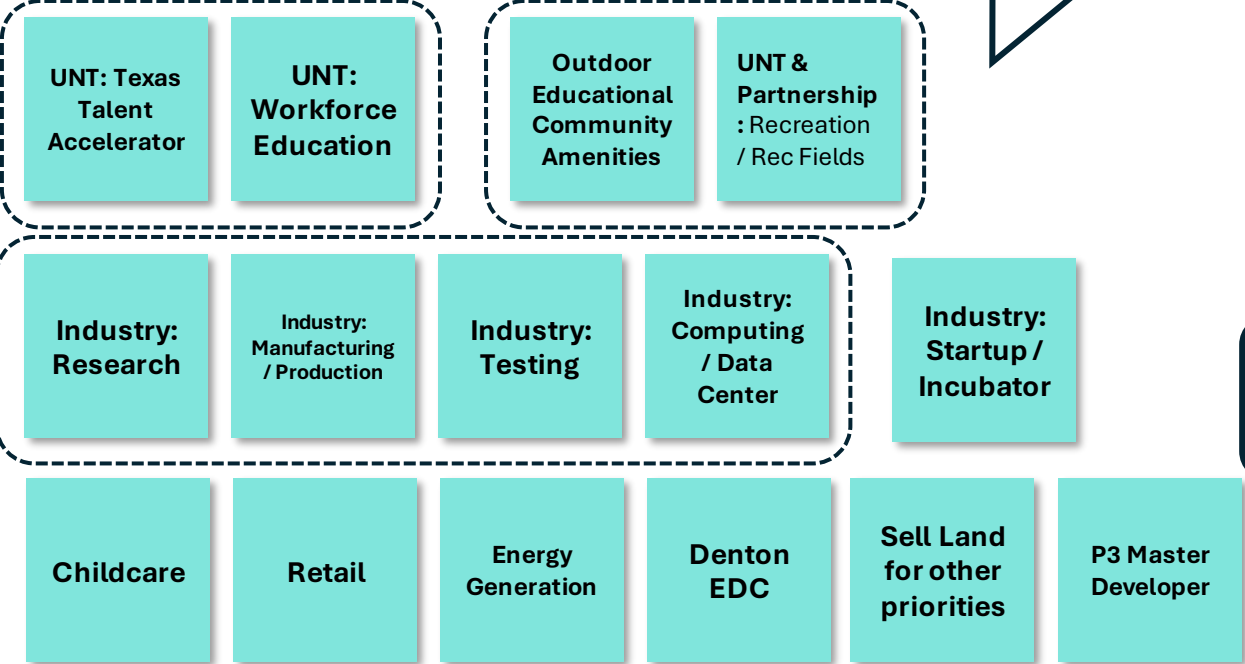 UNT: Texas
Talent
Accelerator
UNT:
Workforce
Education
Outdoor
Educational
Community
Amenities
UNT &
Partnership
: Recreation
/ Rec Fields
Industry:
Research
Industry:
Manufacturing
/ Production
Industry:
Testing
Industry:
Computing
/ Data
Center
Industry:
Startup /
Incubator
Childcare
Retail
Energy
Generation
Denton
EDC
Sell Land
for other
priorities
P3 Master
Developer